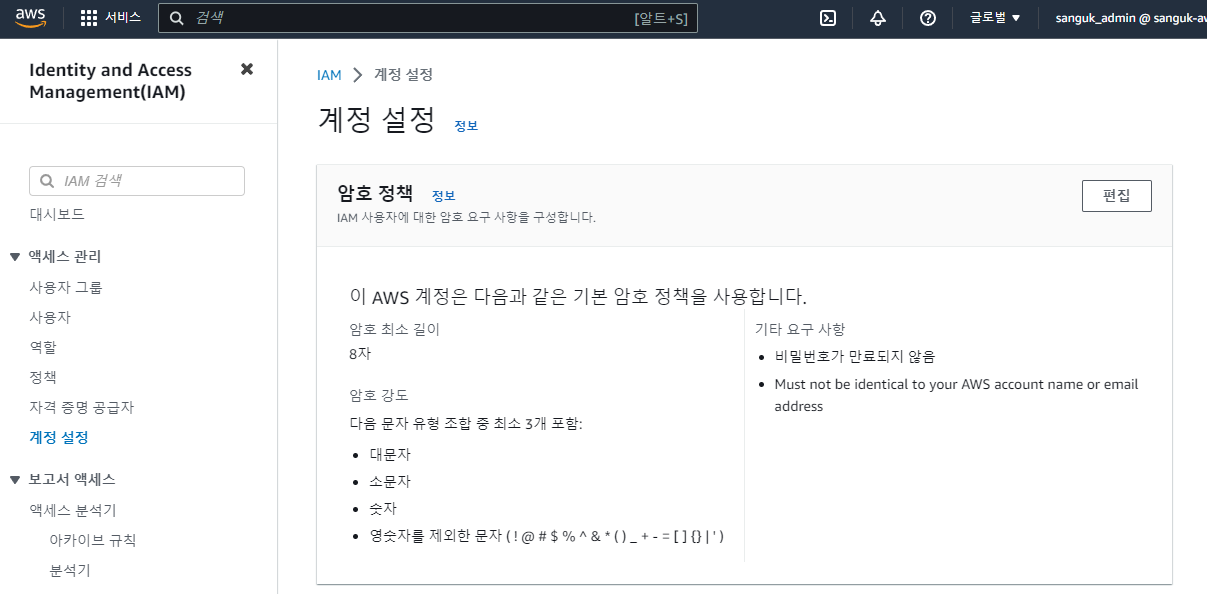 aws
서비스
검색
[알트+S]
글로벌 ▼
sanguk_admin @ sanguk-aw
Identity and Access
Management(IAM)
IAM 검색
대시보드
액세스 관리
사용자 그룹
사용자
역할
정책
자격 증명 공급자
계정 설정
보고서 액세스
액세스 분석기
아카이브 규칙
분석기
IAM > 계정 설정
계정 설정 정보
암호 정책 정보
IAM 사용자에 대한 암호 요구 사항을 구성합니다.
편집
이 AWS 계정은 다음과 같은 기본 암호 정책을 사용합니다.
암호 최소 길이
8자
암호 강도
다음 문자 유형 조합 중 최소 3개 포함:
• 대문자
• 소문자
• 숫자
• 영숫자를 제외한 문자 ( ! @ # $ % ^ & * ( ) _ + - = [ ] { } | ' )
기타 요구 사항
• 비밀번호가 만료되지 않음
• Must not be identical to your AWS account name or email
address